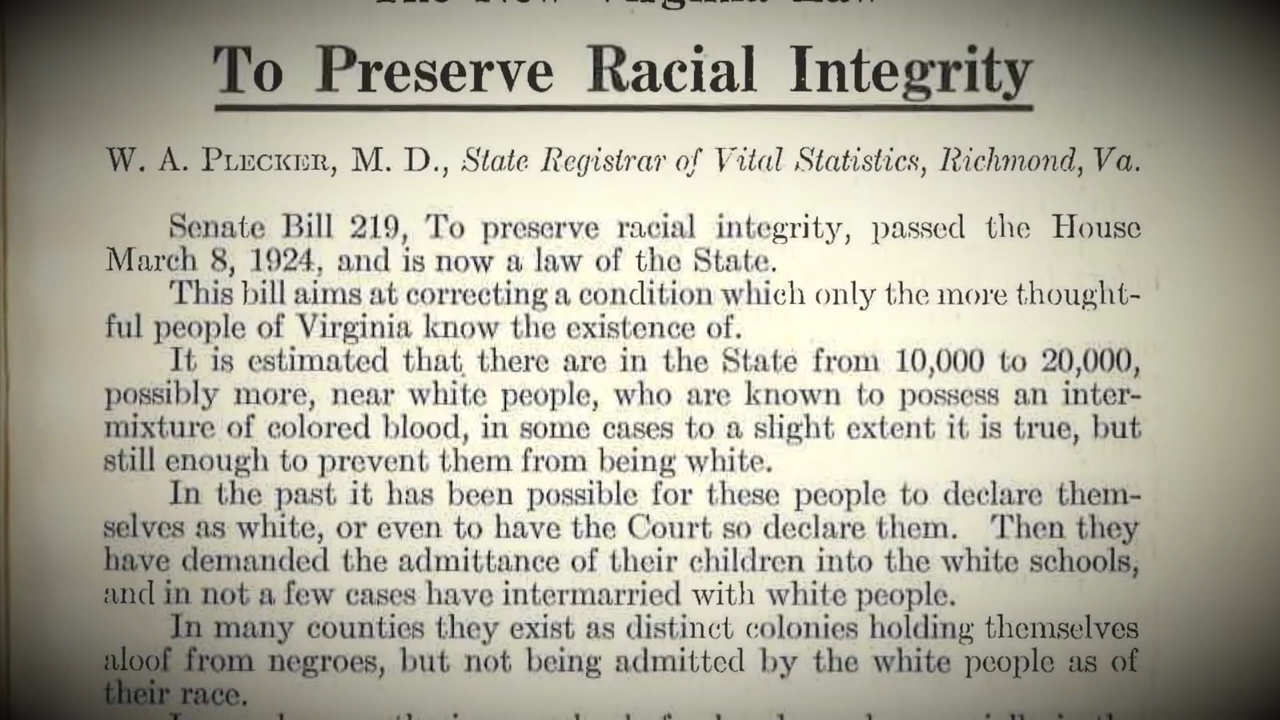 The New Virginia Law
To Preserve Racial Integrity
W. A. PLECKER, M. D., State Registrar of Vital Statistics, Richmond, Va.
Senate Bill 219, To preserve racial integrity, passed the House
March 8, 1924, and is now a law of the State.
This bill aims at correcting a condition which only the more thought-
ful people of Virginia know the existence of.
It is estimated that there are in the State from 10,000 to 20,000,
possibly more, near white people, who are known to possess an inter-
mixture of colored blood, in some cases to a slight extent it is true, but
still enough to prevent them from being white.
In the past it has been possible for these people to declare them-
selves as white, or even to have the Court so declare them. Then they
have demanded the admittance of their children into the white schools,
and in not a few cases have intermarried with white people.
In many counties they exist as distinct colonies holding themselves
aloof from negroes, but not being admitted by the white people as of
their race.